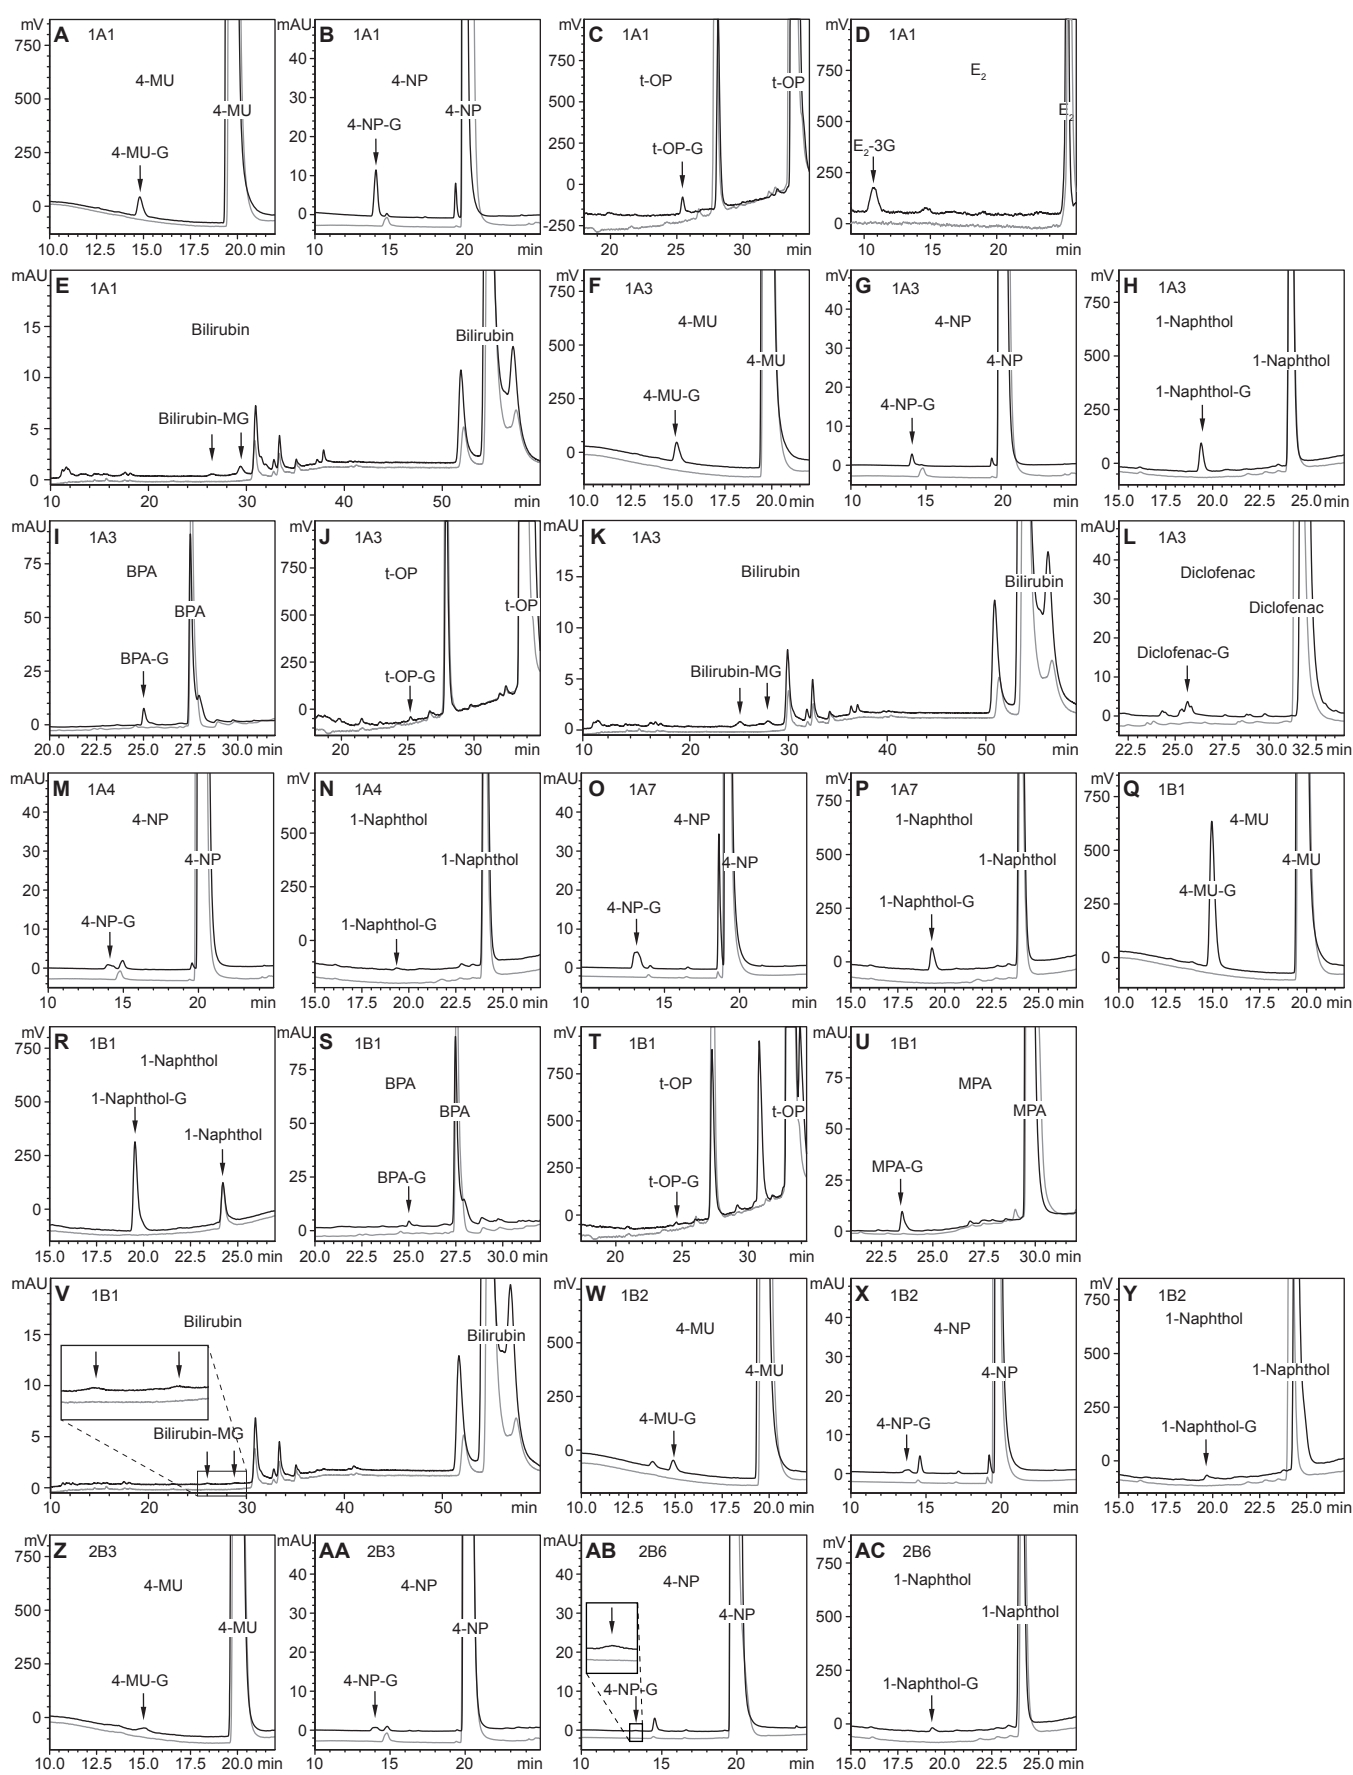 A 1A1
mV
750
500
250
0
4-MU
4-MU
4-MU-G
10.0 12.5 15.0 17.5 20.0 min
B 1A1
mAU
40
30
20
10
0
4-NP
4-NP
4-NP-G
10 15 20 min
C 1A1
mV
750
500
250
0
-250
t-OP
t-OP
t-OP-G
20 25 30 min
D 1A1
mV
750
500
250
0
E2
E2
E2-3G
10 15 20 25 min
E 1A1
mAU
15
10
5
0
Bilirubin
Bilirubin
Bilirubin-MG
10 20 30 40 50 min
F 1A3
mV
750
500
250
0
4-MU
4-MU
4-MU-G
10.0 12.5 15.0 17.5 20.0 min
G 1A3
mV
40
30
20
10
0
4-NP
4-NP
4-NP-G
10 15 20 min
H 1A3
mV
750
500
250
0
1-Naphthol
1-Naphthol
1-Naphthol-G
15.0 17.5 20.0 22.5 25.0 min
I 1A3
mAU
75
50
25
0
BPA
BPA
BPA-G
20.0 22.5 25.0 27.5 30.0 min
J 1A3
mV
750
500
250
0
t-OP
t-OP
t-OP-G
20 25 30 min
K 1A3
mAU
15
10
5
0
Bilirubin
Bilirubin
Bilirubin-MG
10 20 30 40 50 min
L 1A3
mAU
40
30
20
10
0
Diclofenac
Diclofenac
Diclofenac-G
22.5 25.0 27.5 30.0 32.5 min
M 1A4
mAU
40
30
20
10
0
4-NP
4-NP
4-NP-G
10 15 20 min
N 1A4
mV
500
250
0
1-Naphthol
1-Naphthol
1-Naphthol-G
15.0 17.5 20.0 22.5 25.0 min
O 1A7
mAU
40
30
20
10
0
4-NP
4-NP
4-NP-G
10 15 20 min
P 1A7
mV
750
500
250
0
1-Naphthol
1-Naphthol
1-Naphthol-G
15.0 17.5 20.0 22.5 25.0 min
Q 1B1
mV
750
500
250
0
4-MU
4-MU
4-MU-G
10.0 12.5 15.0 17.5 20.0 min
R 1B1
mV
750
500
250
0
1-Naphthol
1-Naphthol-G
1-Naphthol
15.0 17.5 20.0 22.5 25.0 min
S 1B1
mAU
75
50
25
0
BPA
BPA
BPA-G
20.0 22.5 25.0 27.5 30.0 min
T 1B1
mV
750
500
250
0
t-OP
t-OP
t-OP-G
20 25 30 min
U 1B1
mAU
75
50
25
0
MPA
MPA
MPA-G
22.5 25.0 27.5 30.0 min
V 1B1
mAU
15
10
5
0
Bilirubin
Bilirubin
Bilirubin-MG
10 20 30 40 50 min
W 1B2
mV
500
250
0
4-MU
4-MU
4-MU-G
10.0 12.5 15.0 17.5 20.0 min
X 1B2
mAU
40
30
20
10
0
4-NP
4-NP
4-NP-G
10 15 20 min
Y 1B2
mV
750
500
250
0
1-Naphthol
1-Naphthol
1-Naphthol-G
15.0 17.5 20.0 22.5 25.0 min
Z 2B3
mV
750
500
250
0
4-MU
4-MU
4-MU-G
10.0 12.5 15.0 17.5 20.0 min
AA 2B3
mAU
40
30
20
10
0
4-NP
4-NP
4-NP-G
10 15 20 min
AB 2B6
mAU
40
30
20
10
0
4-NP
4-NP
4-NP-G
10 15 20 min
AC 2B6
mV
750
500
250
0
1-Naphthol
1-Naphthol
1-Naphthol-G
15.0 17.5 20.0 22.5 25.0 min